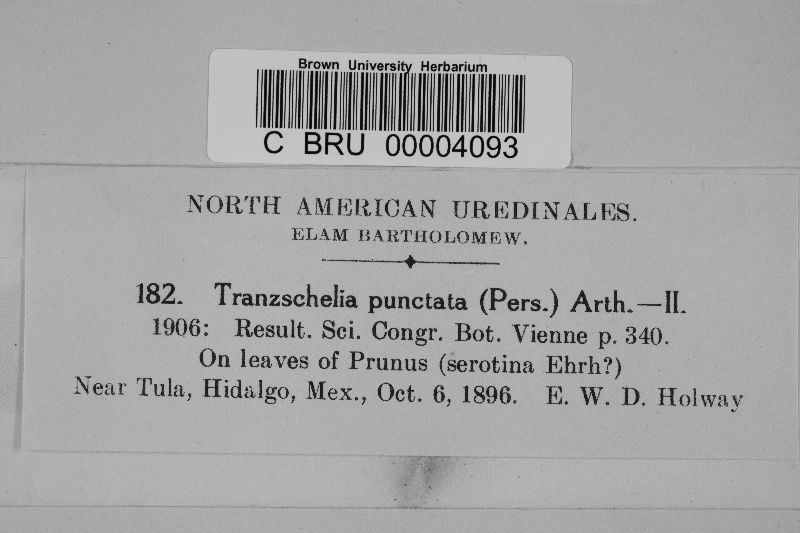 Brown University Herbarium
C BRU 00004093
NORTH AMERICAN UREDINALES.
ELAM BARTHOLOMEW.
182. Tranzschelia punctata (Pers.) Arth.—II.
1906: Result. Sci. Congr. Bot. Vienne p. 340.
On leaves of Prunus (serotina Ehrh?)
Near Tula, Hidalgo, Mex., Oct. 6, 1896. E. W. D. Holway